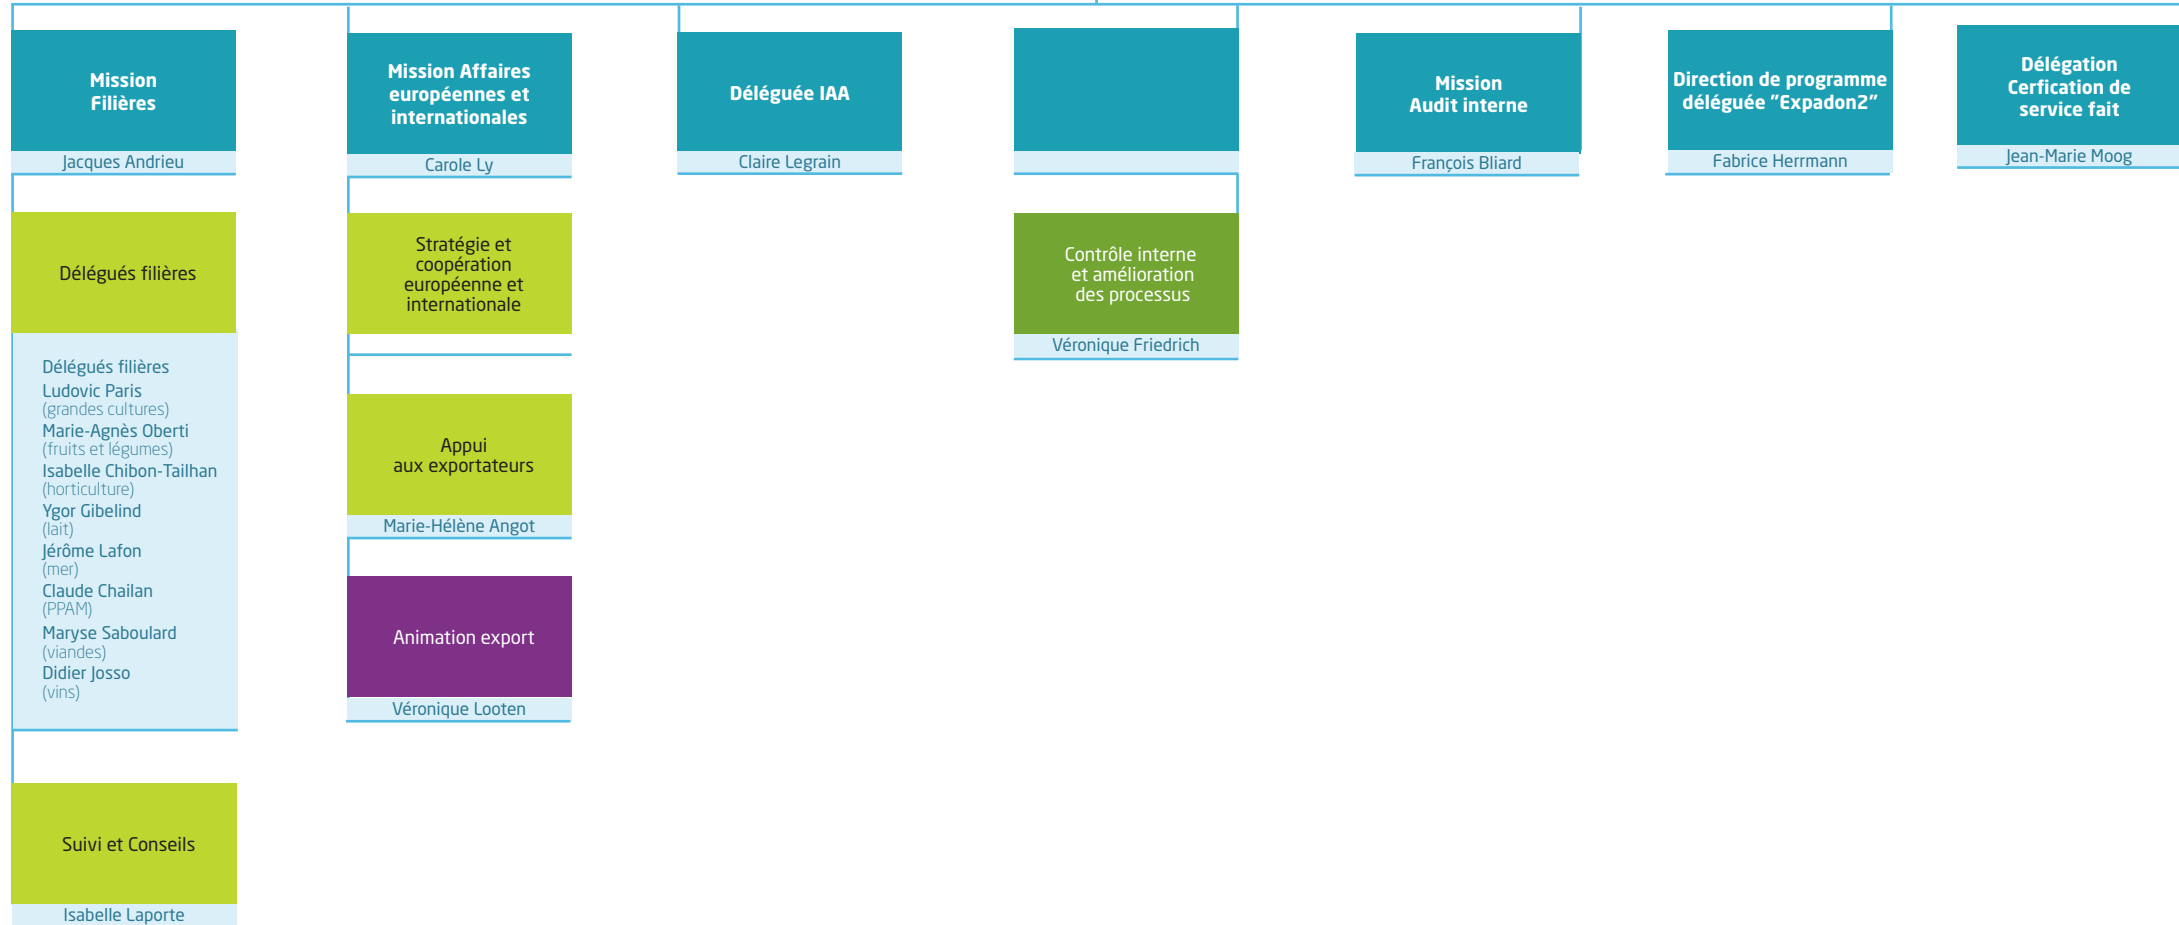 Mission
Filières
Jacques Andrieu
Délégués filières
Délégués filières
Ludovic Paris
(grandes cultures)
Marie-Agnès Oberti
(fruits et légumes)
Isabelle Chibon-Tailhan
(horticulture)
Ygor Gibelind
(lait)
Jérôme Lafon
(mer)
Claude Chailan
(PPAM)
Maryse Saboulard
(viandes)
Didier Josso
(vins)
Suivi et Conseils
Isabelle Laporte
Mission Affaires
européennes et
internationales
Carole Ly
Stratégie et
coopération
européenne et
internationale
Appui
aux exportateurs
Marie-Hélène Angot
Animation export
Véronique Looten
Déléguée IAA
Claire Legrain
Contrôle interne
et amélioration
des processus
Véronique Friedrich
Mission
Audit interne
François Bliard
Direction de programme
déléguée "Expadon2"
Fabrice Herrmann
Délégation
Cerfication de
service fait
Jean-Marie Moog